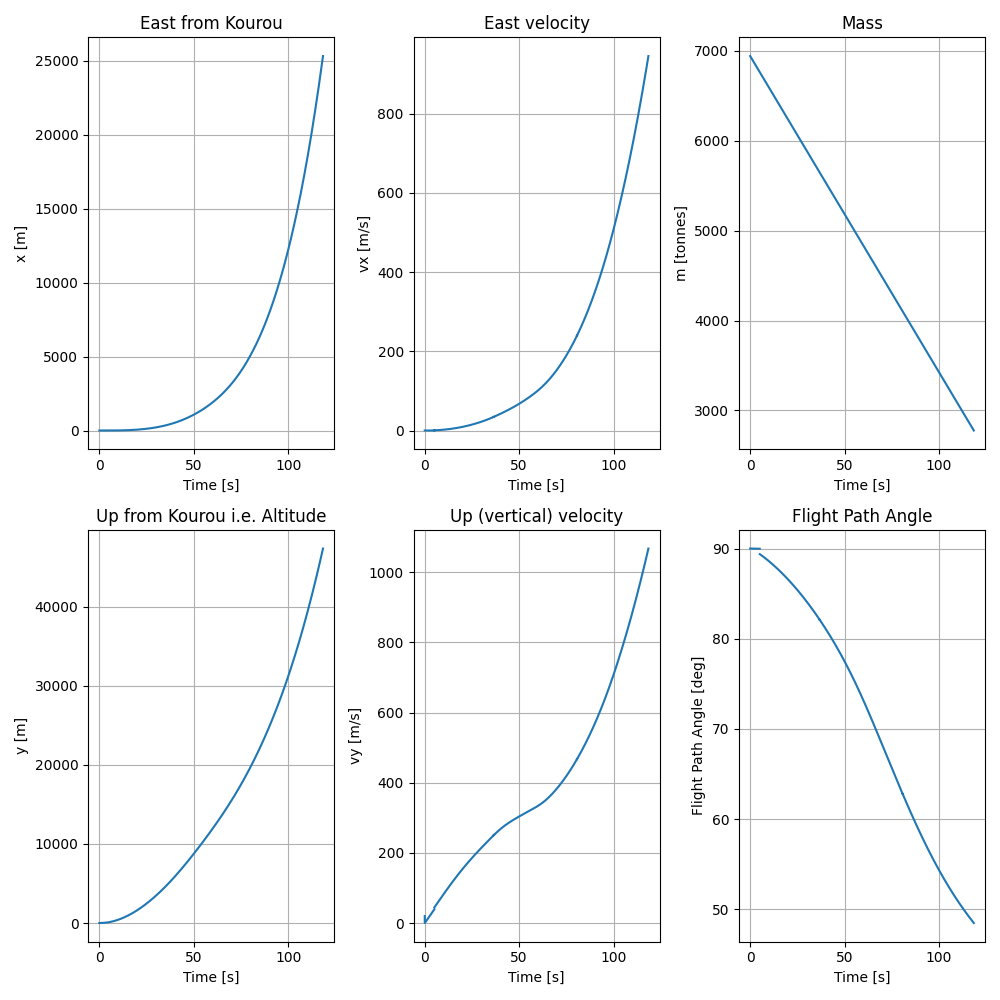 East from Kourou
x [m]
25000
20000
15000
10000
5000
0
0 50 100
Time [s]
East velocity
vx [m/s]
800
600
400
200
0
0 50 100
Time [s]
Mass
m [tonnes]
7000
6000
5000
4000
3000
0 50 100
Time [s]
Up from Kourou i.e. Altitude
y [m]
40000
30000
20000
10000
0
0 50 100
Time [s]
Up (vertical) velocity
vy [m/s]
1000
800
600
400
200
0
0 50 100
Time [s]
Flight Path Angle
Flight Path Angle [deg]
90
80
70
60
50
0 50 100
Time [s]